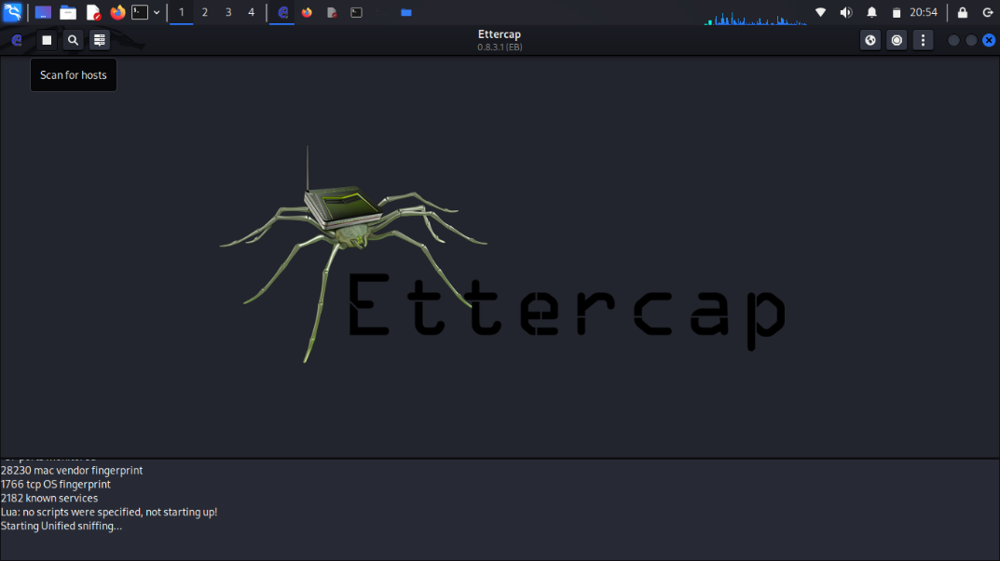 1 2 3 4 20:54
Ettercap
0.8.3.1 (EB)
Scan for hosts
Ettercap
28230 mac vendor fingerprint
1766 tcp OS fingerprint
2182 known services
Lua: no scripts were specified, not starting up!
Starting Unified sniffing...